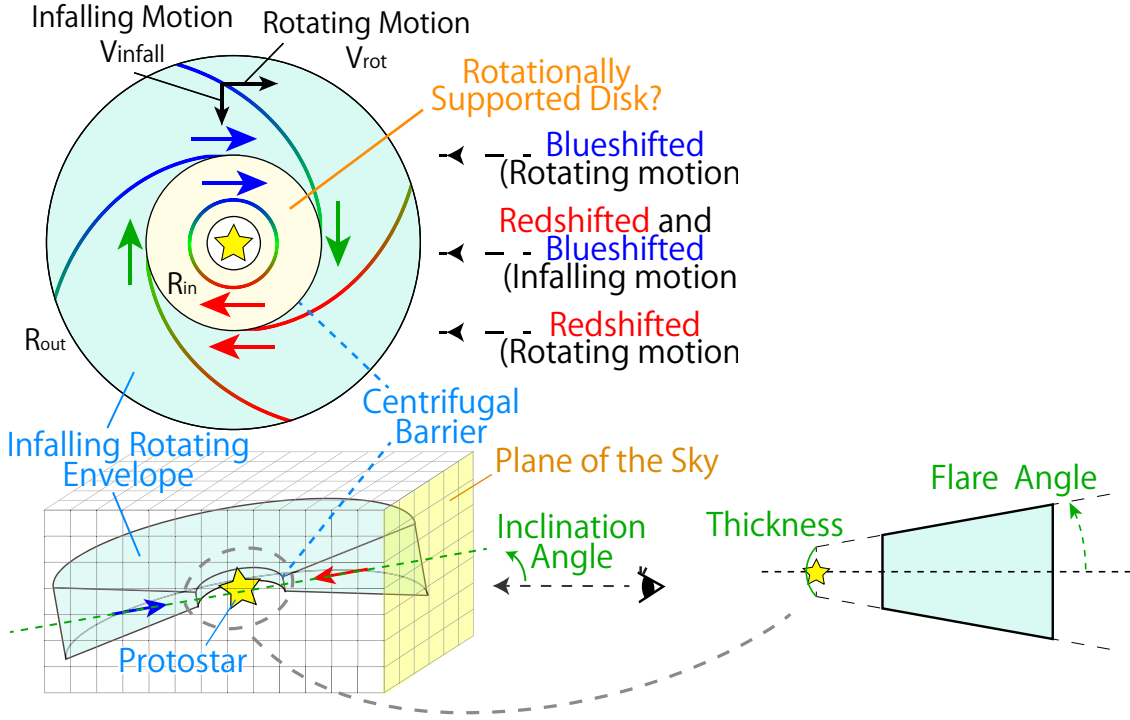 Infalling Motion
Vinfall
Rotating Motion
Vrot
Rotationally
Supported Disk?
Blueshifted
(Rotating motion
Redshifted and
Blueshifted
(Infalling motion
Redshifted
(Rotating motion
Rin
Rout
Centrifugal
Barrier
Infalling Rotating
Envelope
Plane of the Sky
Inclination
Angle
Protostar
Thickness
Flare Angle